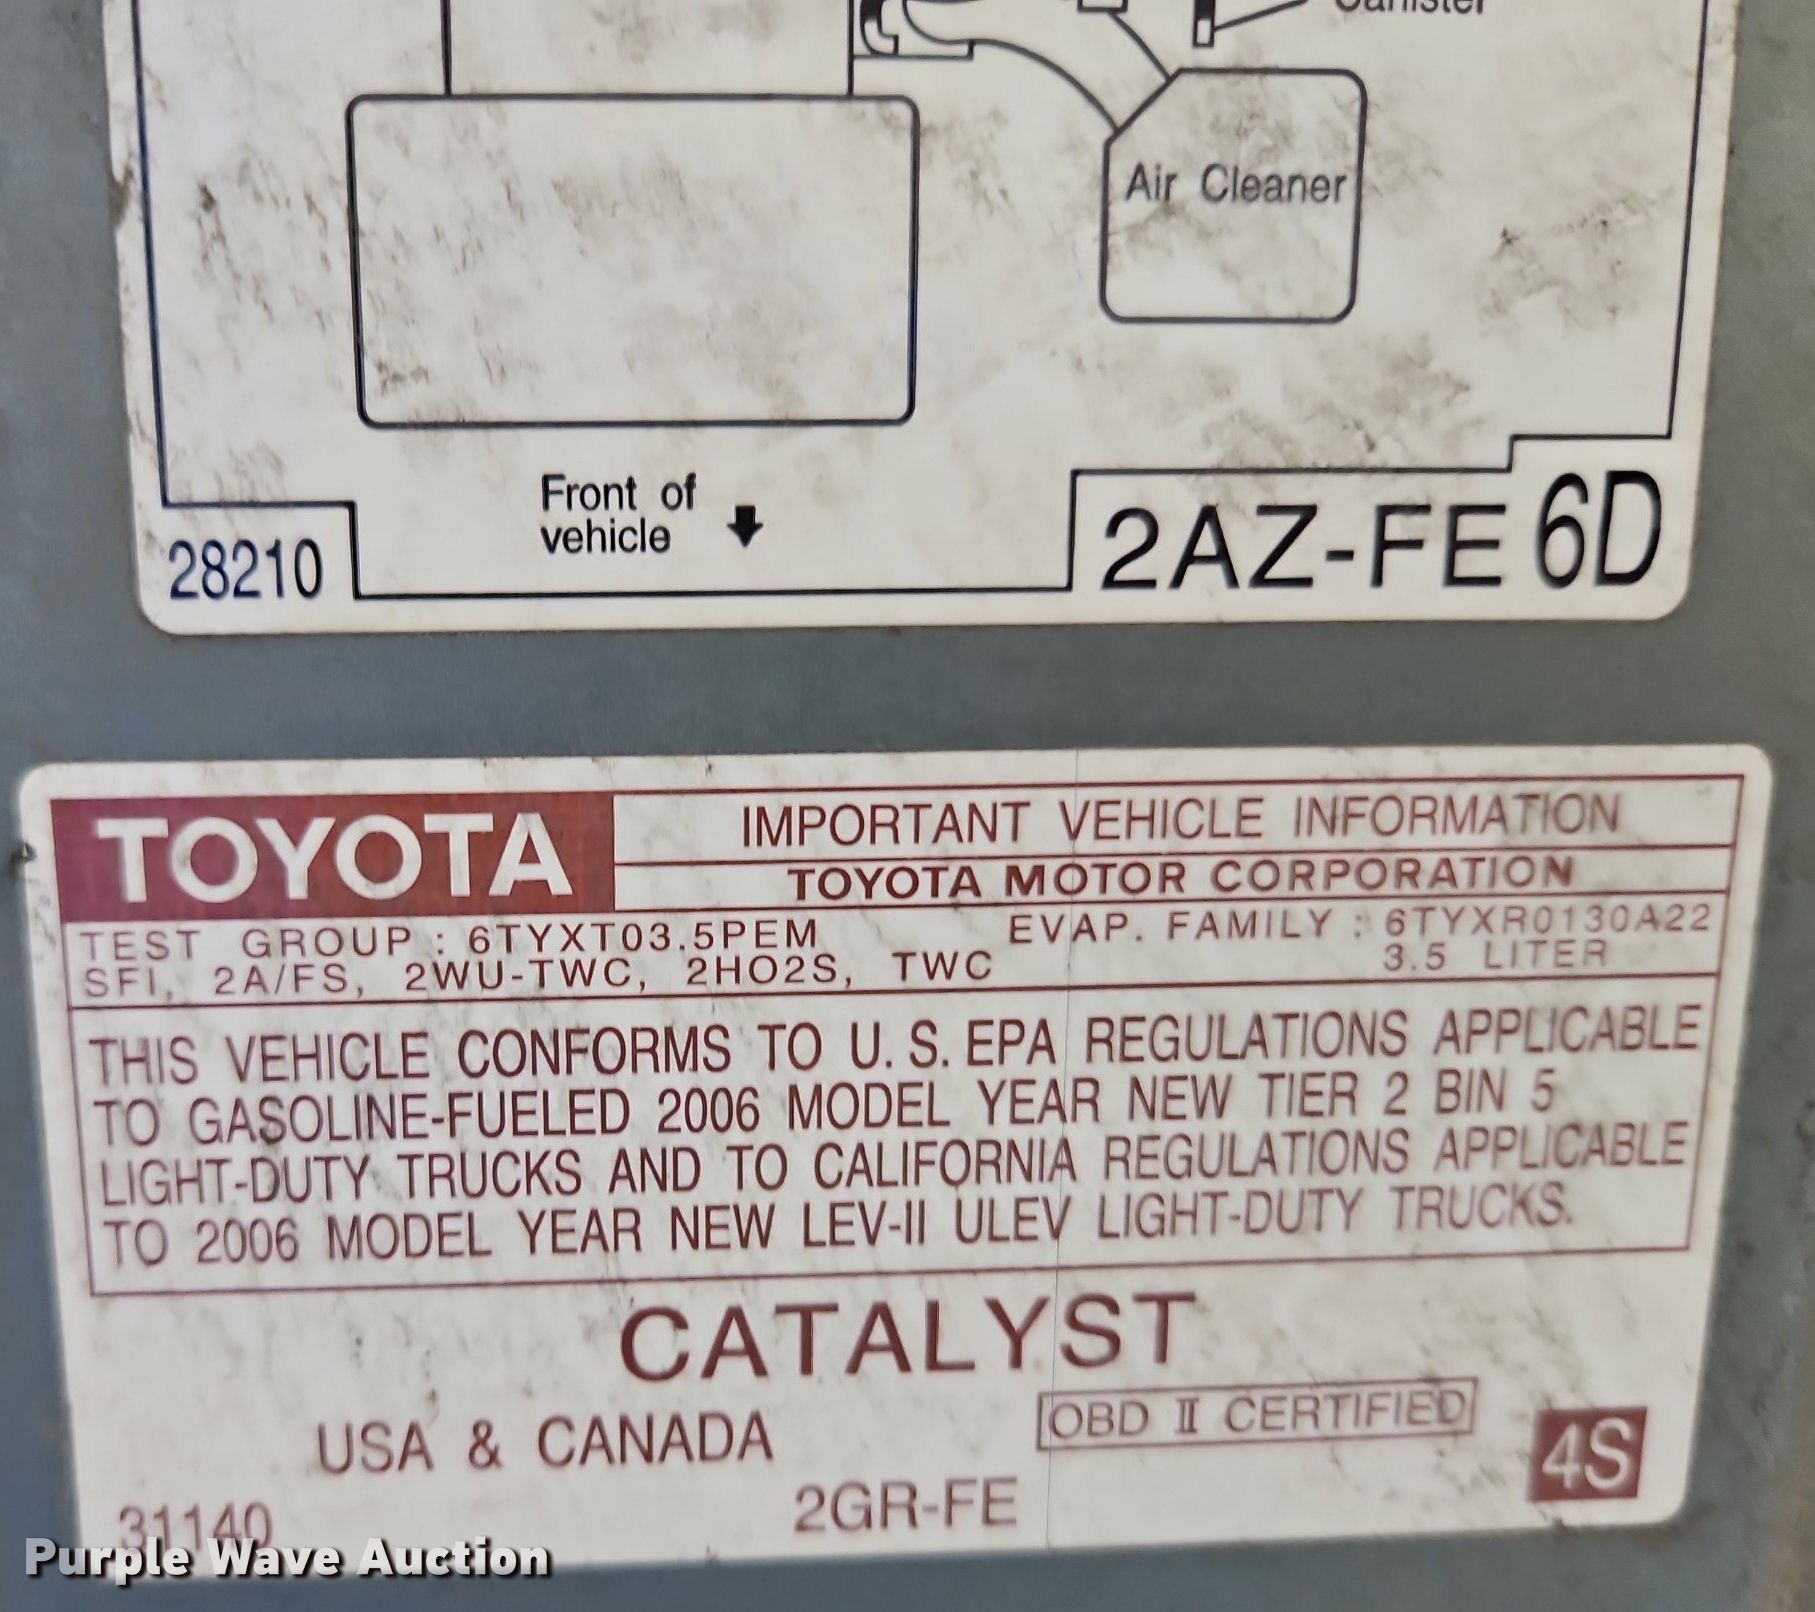 Canister
Air Cleaner
Front of
vehicle
28210
2AZ-FE 6D
TOYOTA
IMPORTANT VEHICLE INFORMATION
TOYOTA MOTOR CORPORATION
TEST GROUP : 6TYXT03.5PEM EVAP. FAMILY : 6TYXR0130A22
SFI, 2A/FS, 2WU-TWC, 2HO2S, TWC 3.5 LITER
THIS VEHICLE CONFORMS TO U. S. EPA REGULATIONS APPLICABLE
TO GASOLINE-FUELED 2006 MODEL YEAR NEW TIER 2 BIN 5
LIGHT-DUTY TRUCKS AND TO CALIFORNIA REGULATIONS APPLICABLE
TO 2006 MODEL YEAR NEW LEV-II ULEV LIGHT-DUTY TRUCKS.
CATALYST
USA & CANADA
OBD II CERTIFIED
4S
31140
2GR-FE
Purple Wave Auction